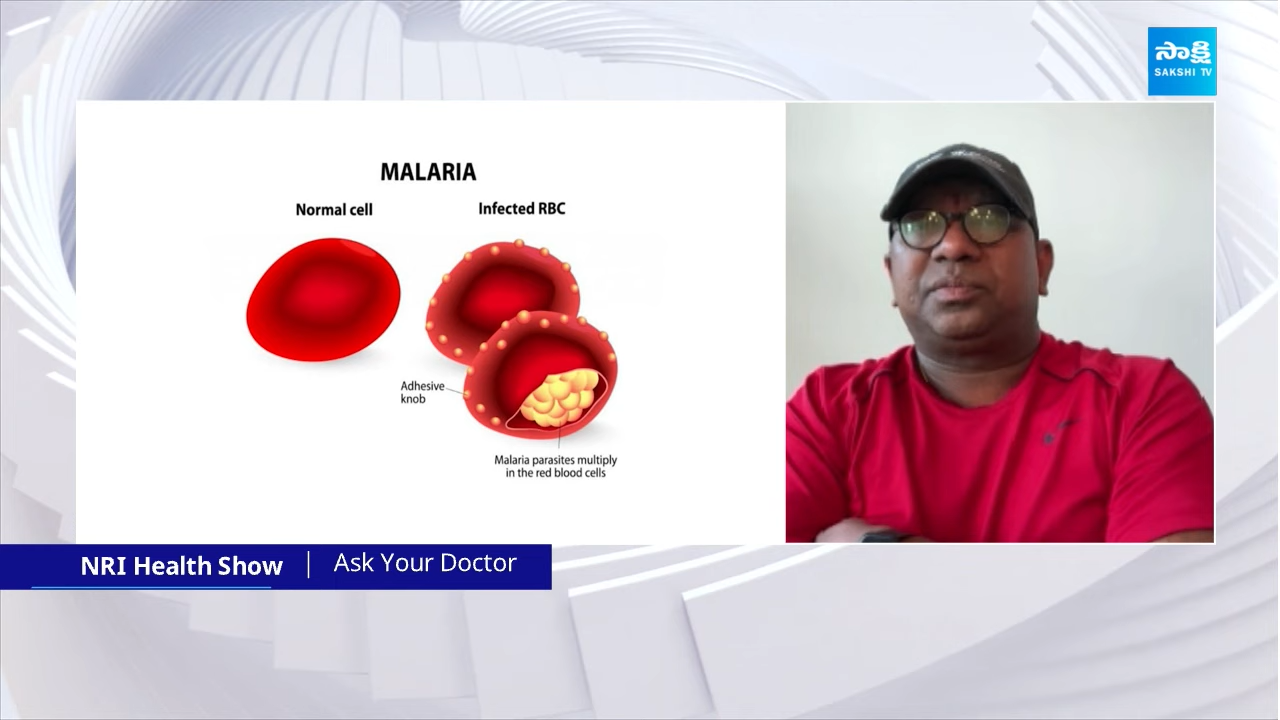 సాక్షి
SAKSHI TV
MALARIA
Normal cell
Infected RBC
Adhesive
knob
Malaria parasites multiply
in the red blood cells
NRI Health Show | Ask Your Doctor